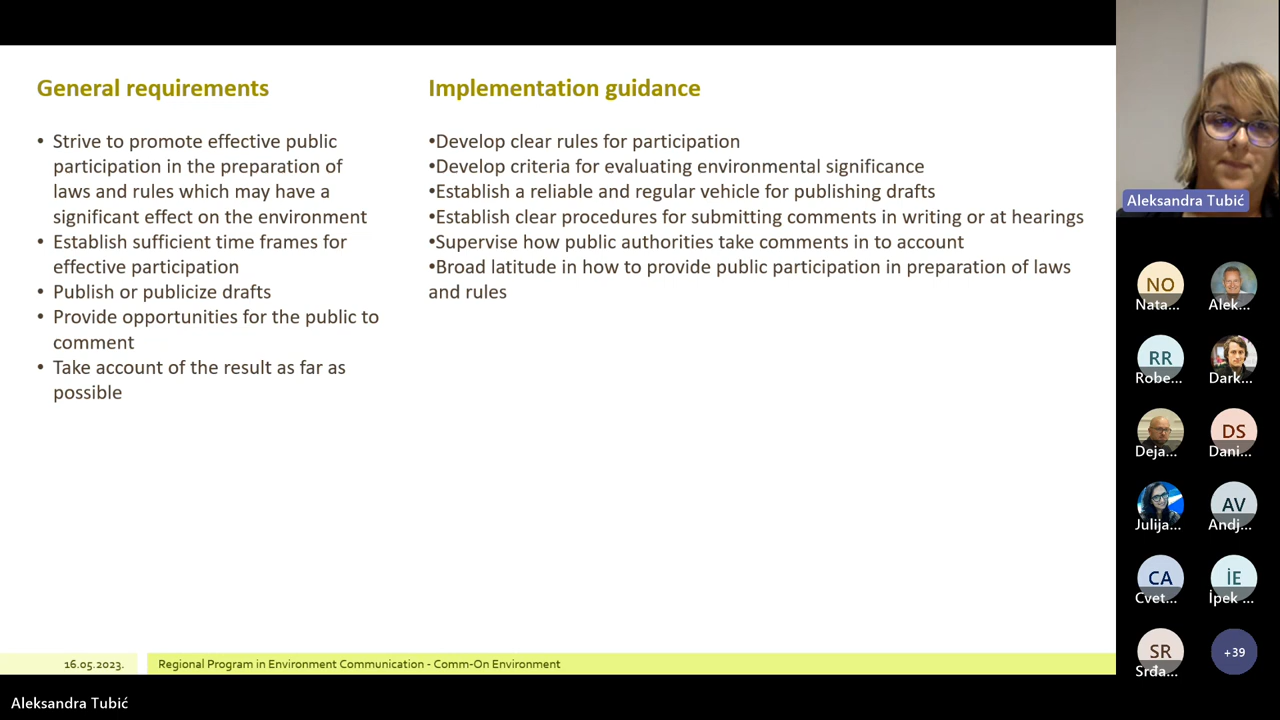 General requirements
• Strive to promote effective public
participation in the preparation of
laws and rules which may have a
significant effect on the environment
• Establish sufficient time frames for
effective participation
• Publish or publicize drafts
• Provide opportunities for the public to
comment
• Take account of the result as far as
possible
Implementation guidance
•Develop clear rules for participation
•Develop criteria for evaluating environmental significance
•Establish a reliable and regular vehicle for publishing drafts
•Establish clear procedures for submitting comments in writing or at hearings
•Supervise how public authorities take comments in to account
•Broad latitude in how to provide public participation in preparation of laws
and rules
16.05.2023.
Regional Program in Environment Communication - Comm-On Environment
Aleksandra Tubić
Aleksandra Tubić
NO
Nata...
Alek...
RR
Robe...
Dark...
Deja...
DS
Dani...
Julija...
AV
Andj...
CA
Cvet...
İE
İpek ...
SR
Srđa...
+39